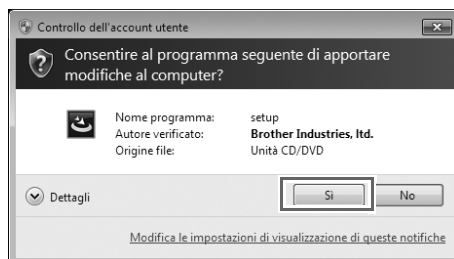 Controllo dell'account utente
Consentire al programma seguente di apportare
modifiche al computer?
Nome programma: setup
Autore verificato: Brother Industries, ltd.
Origine file: Unità CD/DVD
Dettagli Sì No
Modifica le impostazioni di visualizzazione di queste notifiche